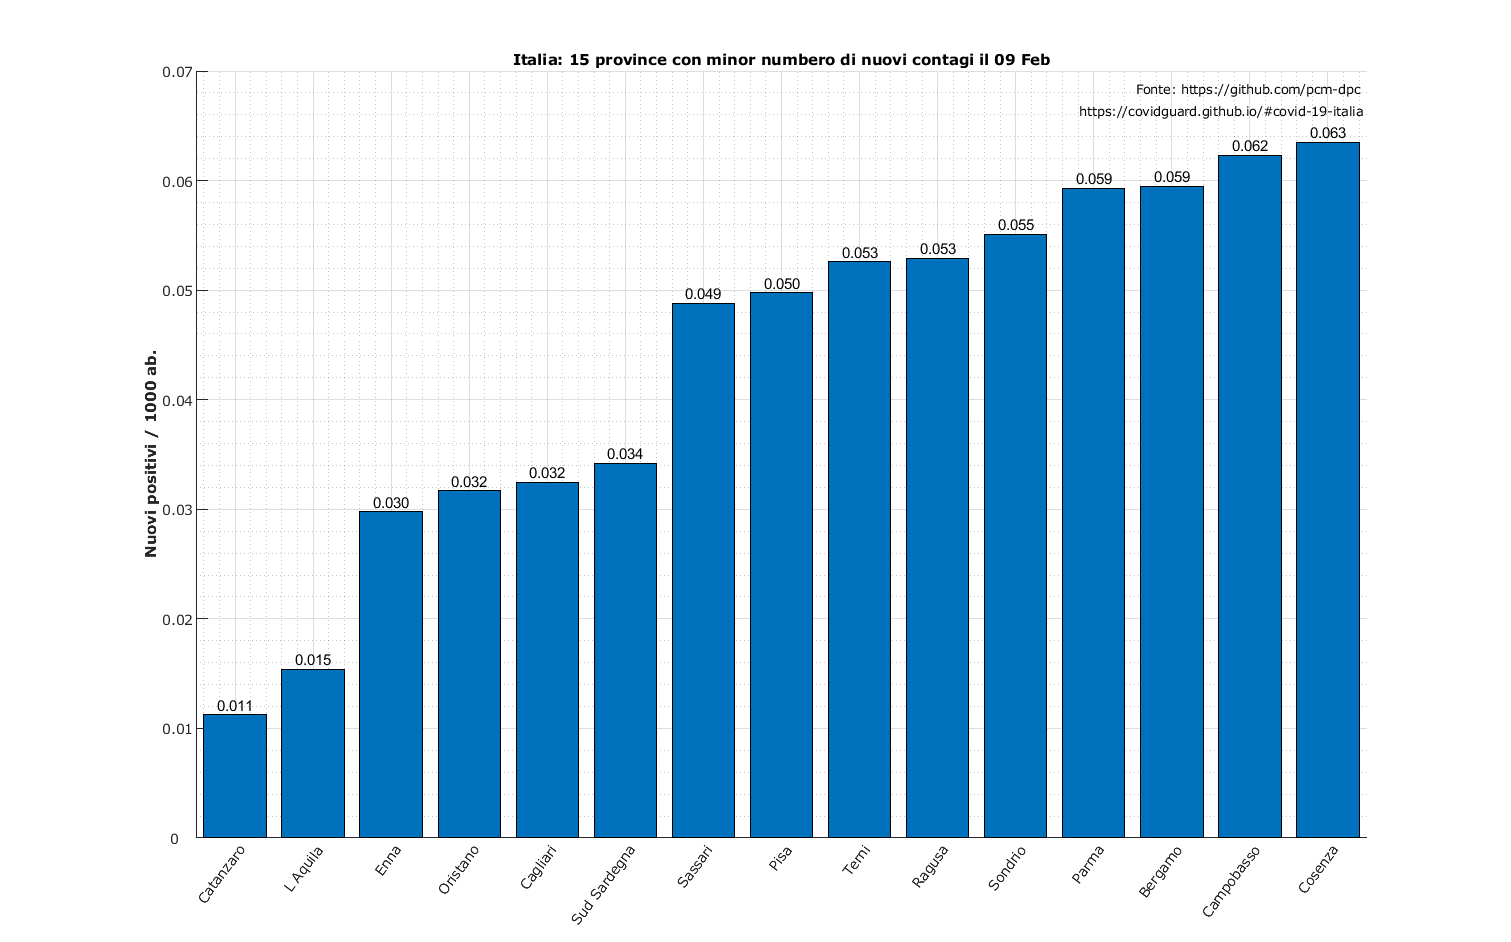 Italia: 15 province con minor numbero di nuovi contagi il 09 Feb
Fonte: https://github.com/pcm-dpc
https://covidguard.github.io/#covid-19-italia
Nuovi positivi / 1000 ab.
0.07
0.06
0.05
0.04
0.03
0.02
0.01
0
0.011
0.015
0.030
0.032
0.032
0.034
0.049
0.050
0.053
0.053
0.055
0.059
0.059
0.062
0.063
Catanzaro
L Aquila
Enna
Oristano
Cagliari
Sud Sardegna
Sassari
Pisa
Terni
Ragusa
Sondrio
Parma
Bergamo
Campobasso
Cosenza